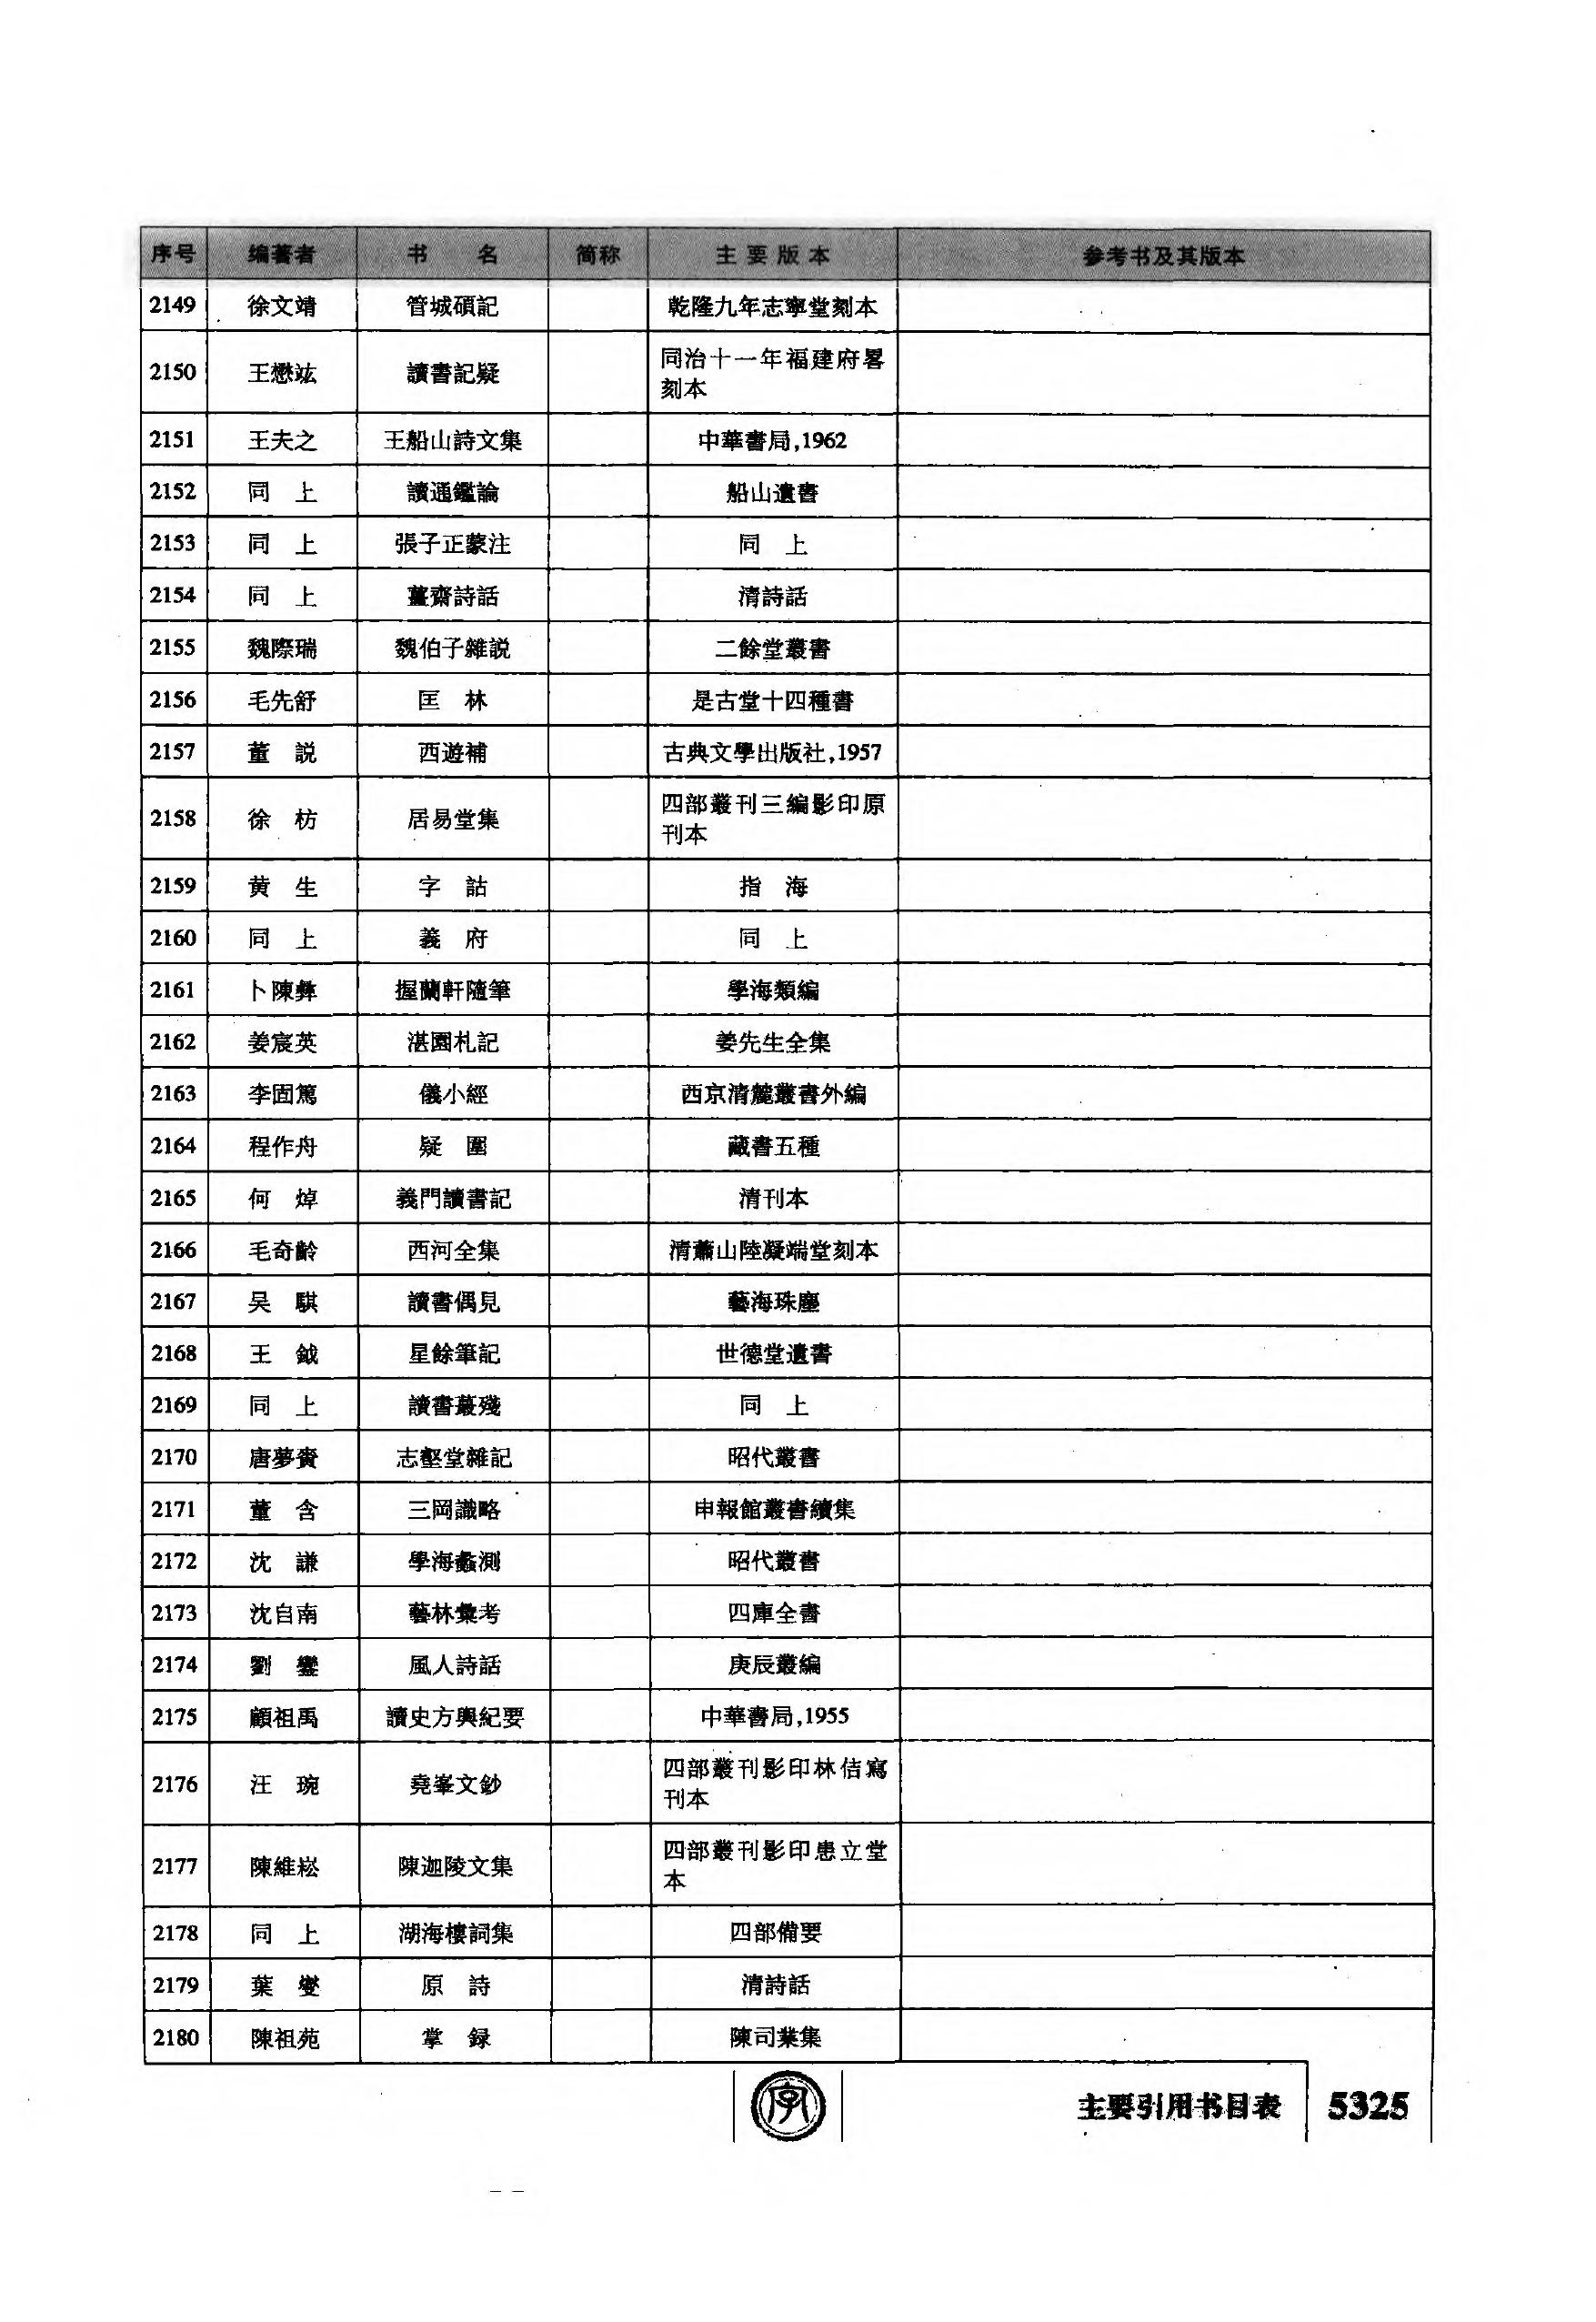 序号 编著者 书 名 简称 主要版本 参考书及其版本
2149 徐文靖 管城碩記 乾隆九年志寧堂刻本
2150 王懋竑 讀書記疑 同治十一年福建府署
刻本
2151 王夫之 王船山詩文集 中華書局,1962
2152 同 上 讀通鑑論 船山遺書
2153 同 上 張子正蒙注 同 上
2154 同 上 薑齋詩話 清詩話
2155 魏際瑞 魏伯子雜説 二餘堂叢書
2156 毛先舒 匡 林 是古堂十四種書
2157 董 説 西遊補 古典文學出版社,1957
2158 徐 枋 居易堂集 四部叢刊三編影印原
刊本
2159 黄 生 字 詁 指 海
2160 同 上 義 府 同 上
2161 卜陳彝 握蘭軒隨筆 學海類編
2162 姜宸英 湛園札記 姜先生全集
2163 李因篤 儀小經 西京清麓叢書外編
2164 程作舟 疑 團 藏書五種
2165 何 焯 義門讀書記 清刊本
2166 毛奇齡 西河全集 清蕭山陸凝端堂刻本
2167 吴 騏 讀書偶見 藝海珠塵
2168 王 鉞 星餘筆記 世德堂遺書
2169 同 上 讀書蕞殘 同 上
2170 唐夢賚 志壑堂雜記 昭代叢書
2171 董 含 三岡識略 申報館叢書續集
2172 沈 謙 學海蠡測 昭代叢書
2173 沈自南 藝林彙考 四庫全書
2174 劉 鑾 風人詩話 庚辰叢編
2175 顧祖禹 讀史方輿紀要 中華書局,1955
2176 汪 琬 堯峯文鈔 四部叢刊影印林佶寫
刊本
2177 陳維崧 陳迦陵文集 四部叢刊影印患立堂
本
2178 同 上 湖海樓詞集 四部備要
2179 葉 燮 原 詩 清詩話
2180 陳祖苑 掌 録 陳司業集
字
主要引用书目表 5325